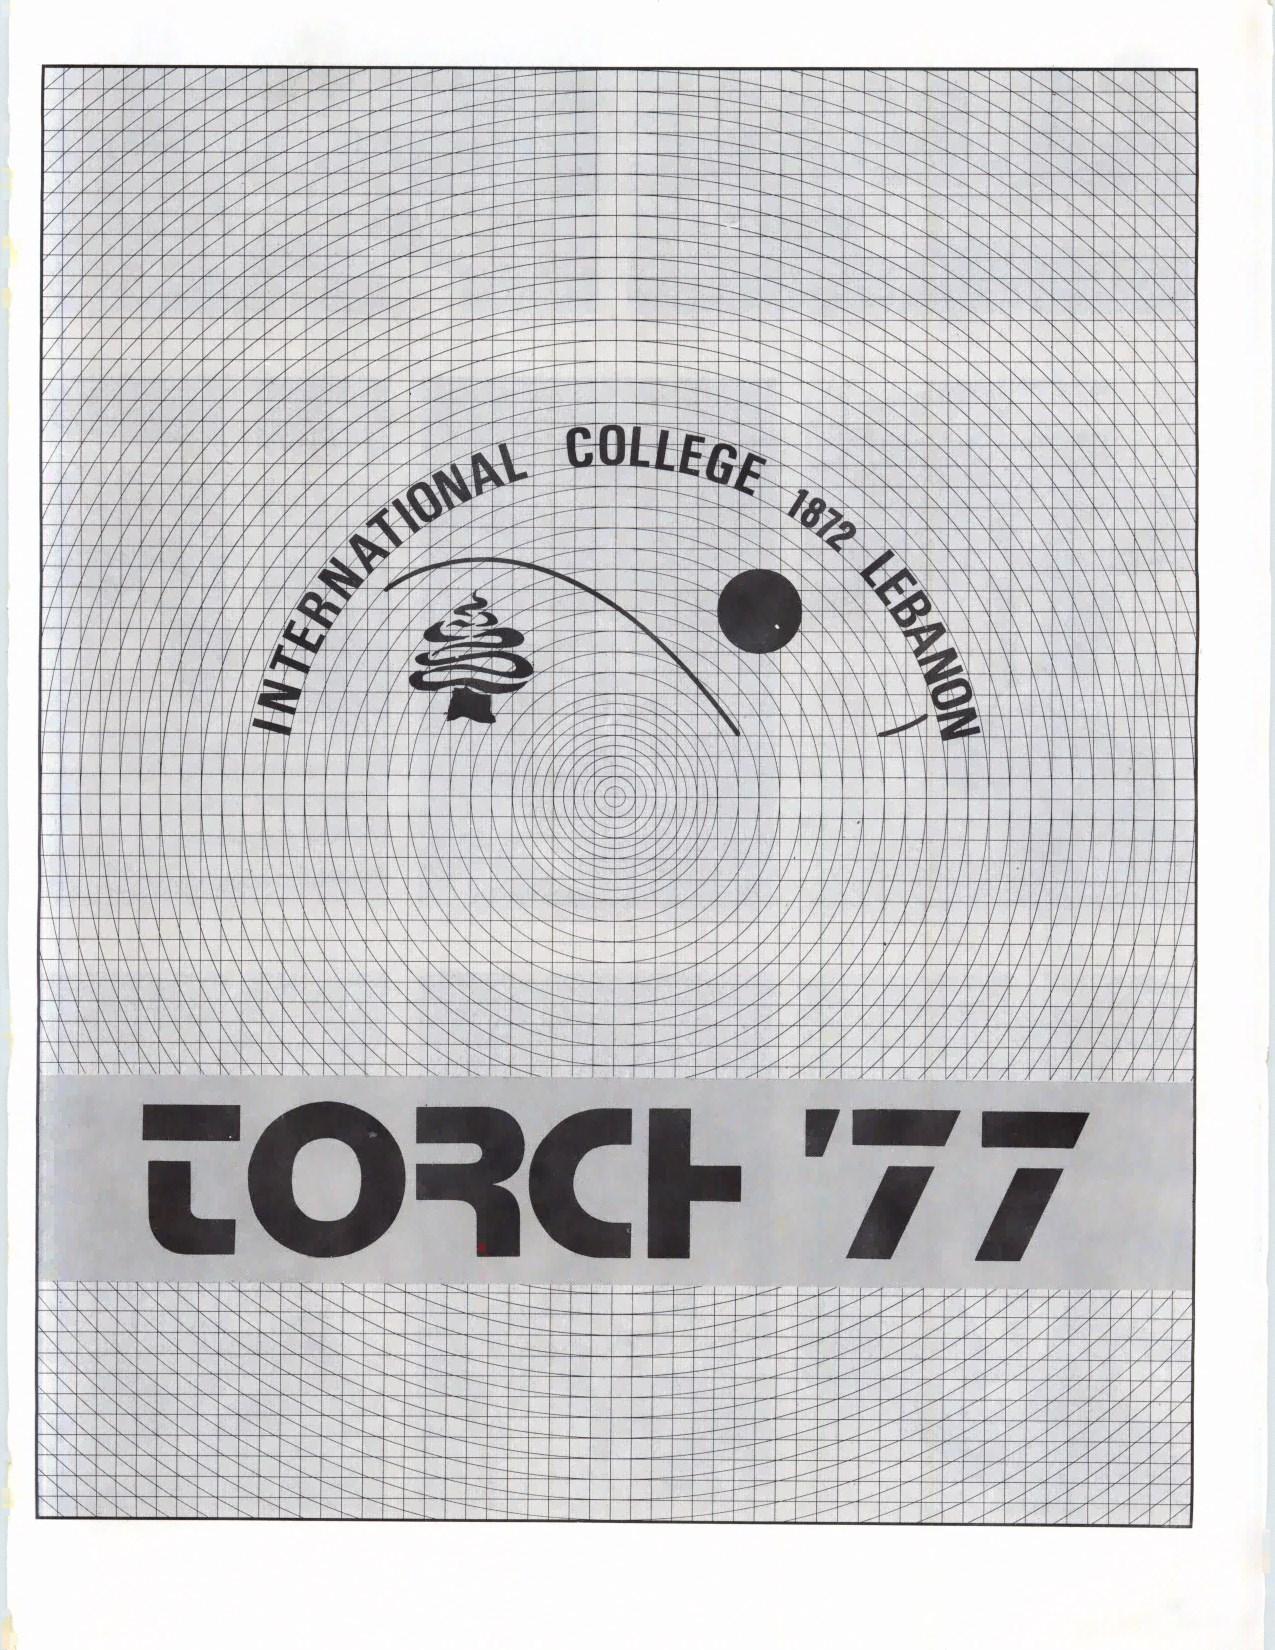 INTERNATIONAL COLLEGE 1872 LEBANON
TORCH '77